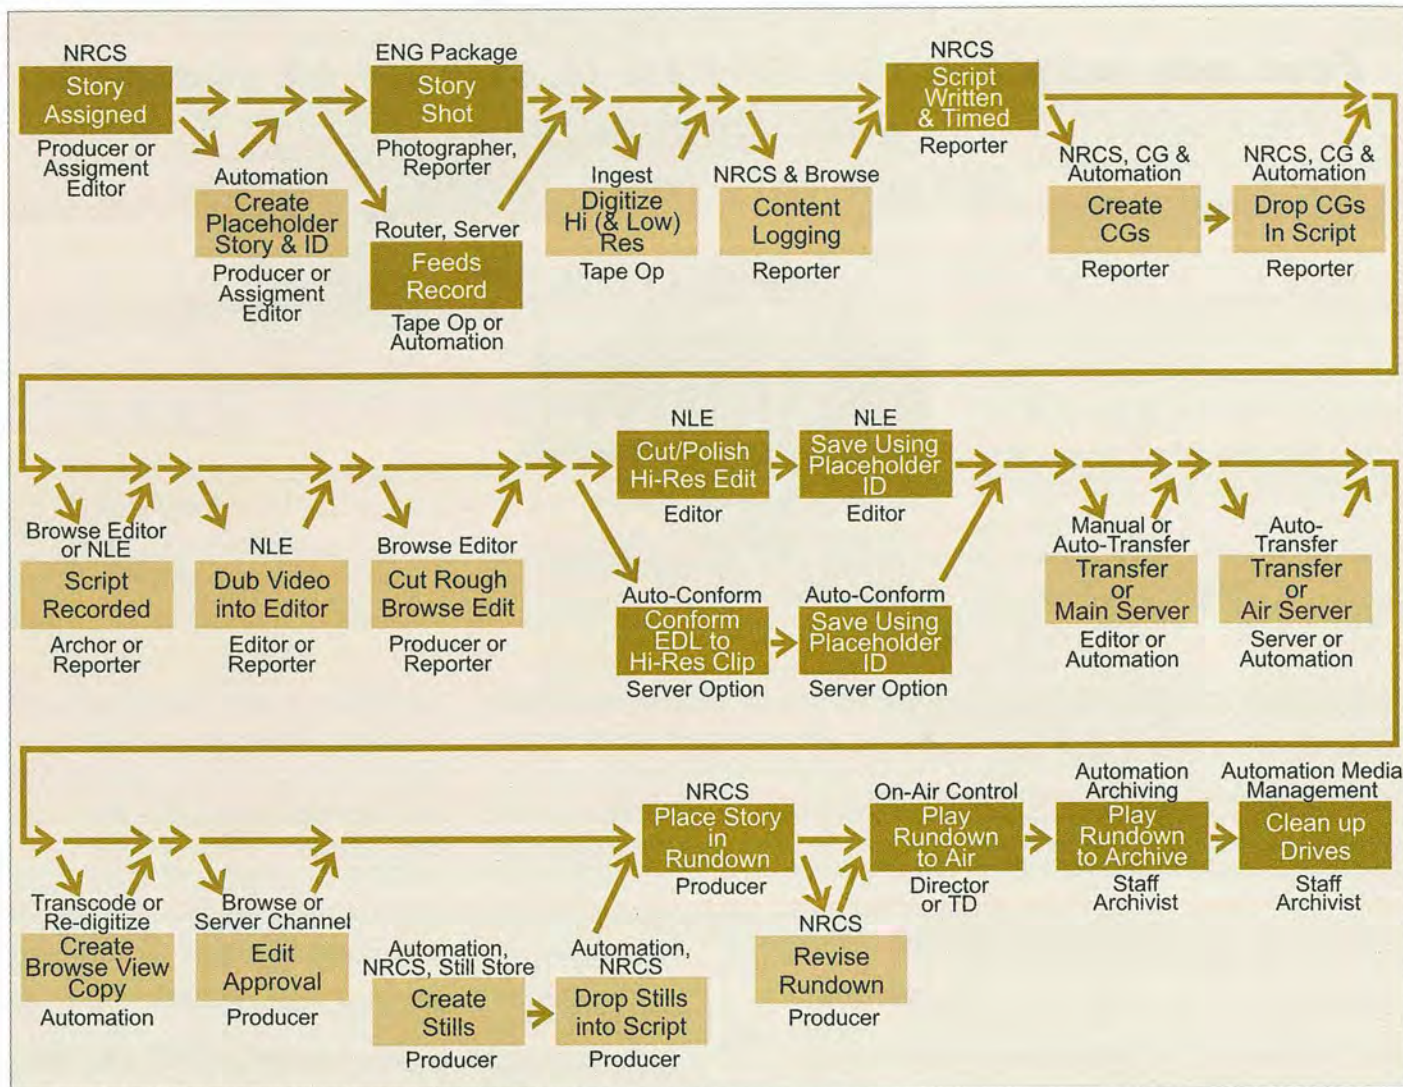 NRCS
Story
Assigned
Producer or
Assigment
Editor
Automation
Create
Placeholder
Story & ID
Producer or
Assigment
Editor
ENG Package
Story
Shot
Photographer,
Reporter
Router, Server
Feeds
Record
Tape Op or
Automation
Ingest
Digitize
Hi (& Low)
Res
Tape Op
NRCS & Browse
Content
Logging
Reporter
NRCS
Script
Written
& Timed
Reporter
NRCS, CG &
Automation
Create
CGs
Reporter
NRCS, CG &
Automation
Drop CGs
In Script
Reporter
Browse Editor
or NLE
Script
Recorded
Archor or
Reporter
NLE
Dub Video
into Editor
Editor or
Reporter
Browse Editor
Cut Rough
Browse Edit
Producer or
Reporter
NLE
Cut/Polish
Hi-Res Edit
Editor
NLE
Save Using
Placeholder
ID
Editor
Auto-Conform
Conform
EDL to
Hi-Res Clip
Server Option
Auto-Conform
Save Using
Placeholder
ID
Server Option
Manual or
Auto-Transfer
Transfer
or
Main Server
Editor or
Automation
Auto-
Transfer
Transfer
or
Air Server
Server or
Automation
Transcode or
Re-digitize
Create
Browse View
Copy
Automation
Browse or
Server Channel
Edit
Approval
Producer
Automation,
NRCS, Still Store
Create
Stills
Producer
Automation,
NRCS
Drop Stills
into Script
Producer
NRCS
Place Story
in
Rundown
Producer
NRCS
Revise
Rundown
Producer
On-Air Control
Play
Rundown
to Air
Director
or TD
Automation
Archiving
Play
Rundown
to Archive
Staff
Archivist
Automation Media
Management
Clean up
Drives
Staff
Archivist